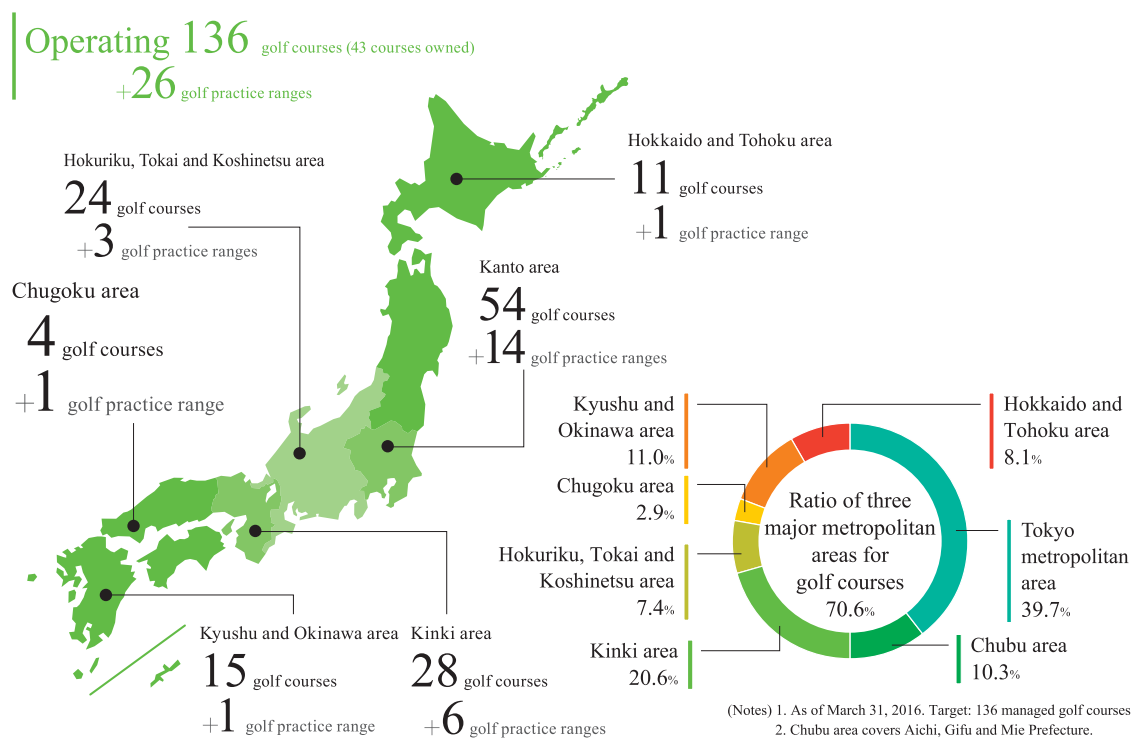 Operating 136 golf courses (43 courses owned)
+26 golf practice ranges
Hokuriku, Tokai and Koshinetsu area
24 golf courses
+3 golf practice ranges
Hokkaido and Tohoku area
11 golf courses
+1 golf practice range
Chugoku area
4 golf courses
+1 golf practice range
Kanto area
54 golf courses
+14 golf practice ranges
Kyushu and Okinawa area
15 golf courses
+1 golf practice range
Kinki area
28 golf courses
+6 golf practice ranges
Kyushu and
Okinawa area
11.0%
Chugoku area
2.9%
Hokuriku, Tokai and
Koshinetsu area
7.4%
Kinki area
20.6%
Ratio of three
major metropolitan
areas for
golf courses
70.6%
Hokkaido and
Tohoku area
8.1%
Tokyo
metropolitan
area
39.7%
Chubu area
10.3%
(Notes) 1. As of March 31, 2016. Target: 136 managed golf courses
2. Chubu area covers Aichi, Gifu and Mie Prefecture.